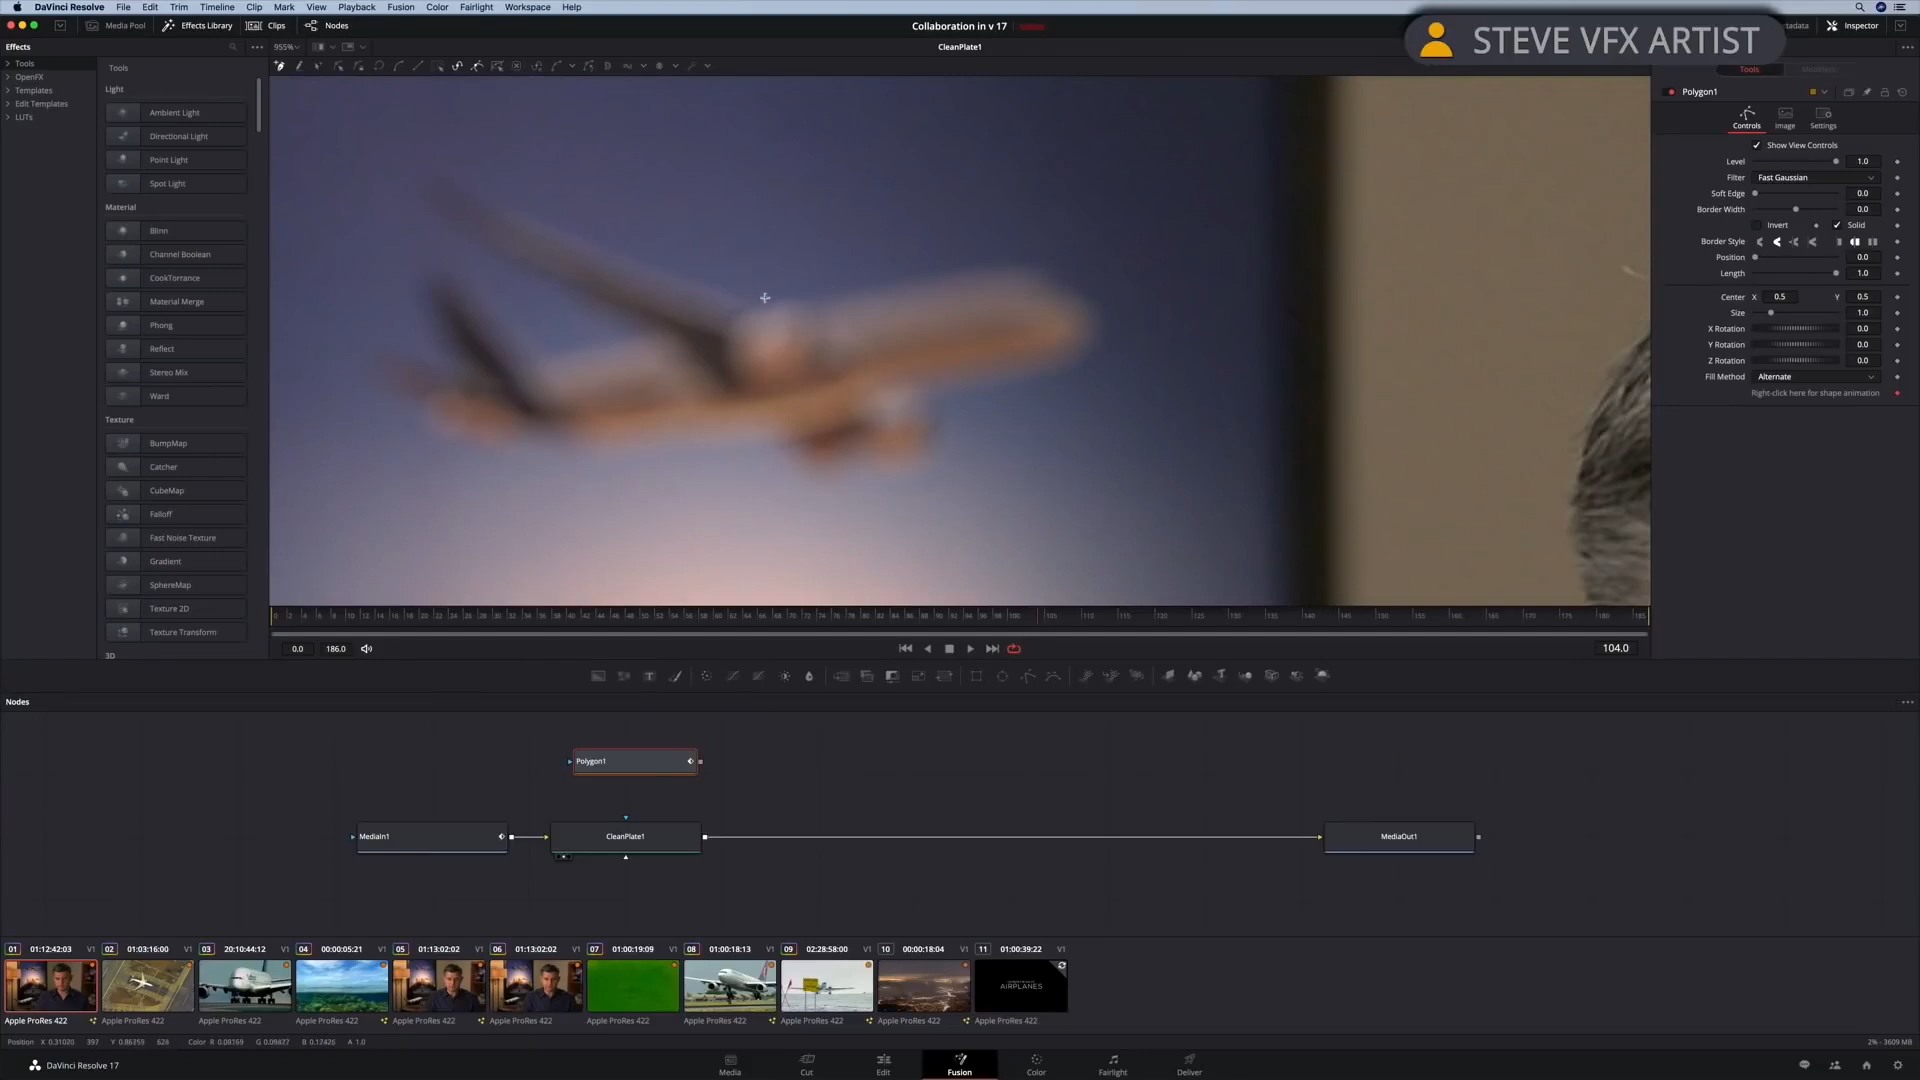 DaVinci Resolve File Edit Trim Timeline Clip Mark View Playback Fusion Color Fairlight Workspace Help
Media Pool Effects Library Clips Nodes
Collaboration in v 17
STEVE VFX ARTIST
Inspector
Effects
955%
CleanPlate1
Tools
OpenFX
Templates
Edit Templates
LUTs
Tools
Light
Ambient Light
Directional Light
Point Light
Spot Light
Material
Blinn
Channel Boolean
CookTorrance
Material Merge
Phong
Reflect
Stereo Mix
Ward
Texture
BumpMap
Catcher
CubeMap
Falloff
Fast Noise Texture
Gradient
SphereMap
Texture 2D
Texture Transform
3D
Tools Modifiers
Polygon1
Controls Image Settings
Show View Controls
Level 1.0
Filter Fast Gaussian
Soft Edge 0.0
Border Width 0.0
Invert Solid
Border Style
Position 0.0
Length 1.0
Center X 0.5 Y 0.5
Size 1.0
X Rotation 0.0
Y Rotation 0.0
Z Rotation 0.0
Fill Method Alternate
Right-click here for shape animation
0.0 186.0
104.0
Nodes
Polygon1
MediaIn1
CleanPlate1
MediaOut1
01 01:12:42:03 V1 02 01:03:16:00 V1 03 20:10:44:12 V1 04 00:00:05:21 V1 05 01:13:02:02 V1 06 01:13:02:02 V1 07 01:00:19:09 V1 08 01:00:18:13 V1 09 02:28:58:00 V1 10 00:00:18:04 V1 11 01:00:39:22 V1
AIRPLANES
Apple ProRes 422 Apple ProRes 422 Apple ProRes 422 Apple ProRes 422 Apple ProRes 422 Apple ProRes 422 Apple ProRes 422 Apple ProRes 422 Apple ProRes 422 Apple ProRes 422 Apple ProRes 422
Position X 0.31020 397 Y 0.86359 626 Color R 0.09169 G 0.09877 B 0.12426 A 1.0
2% - 3609 MB
DaVinci Resolve 17
Media Cut Edit Fusion Color Fairlight Deliver